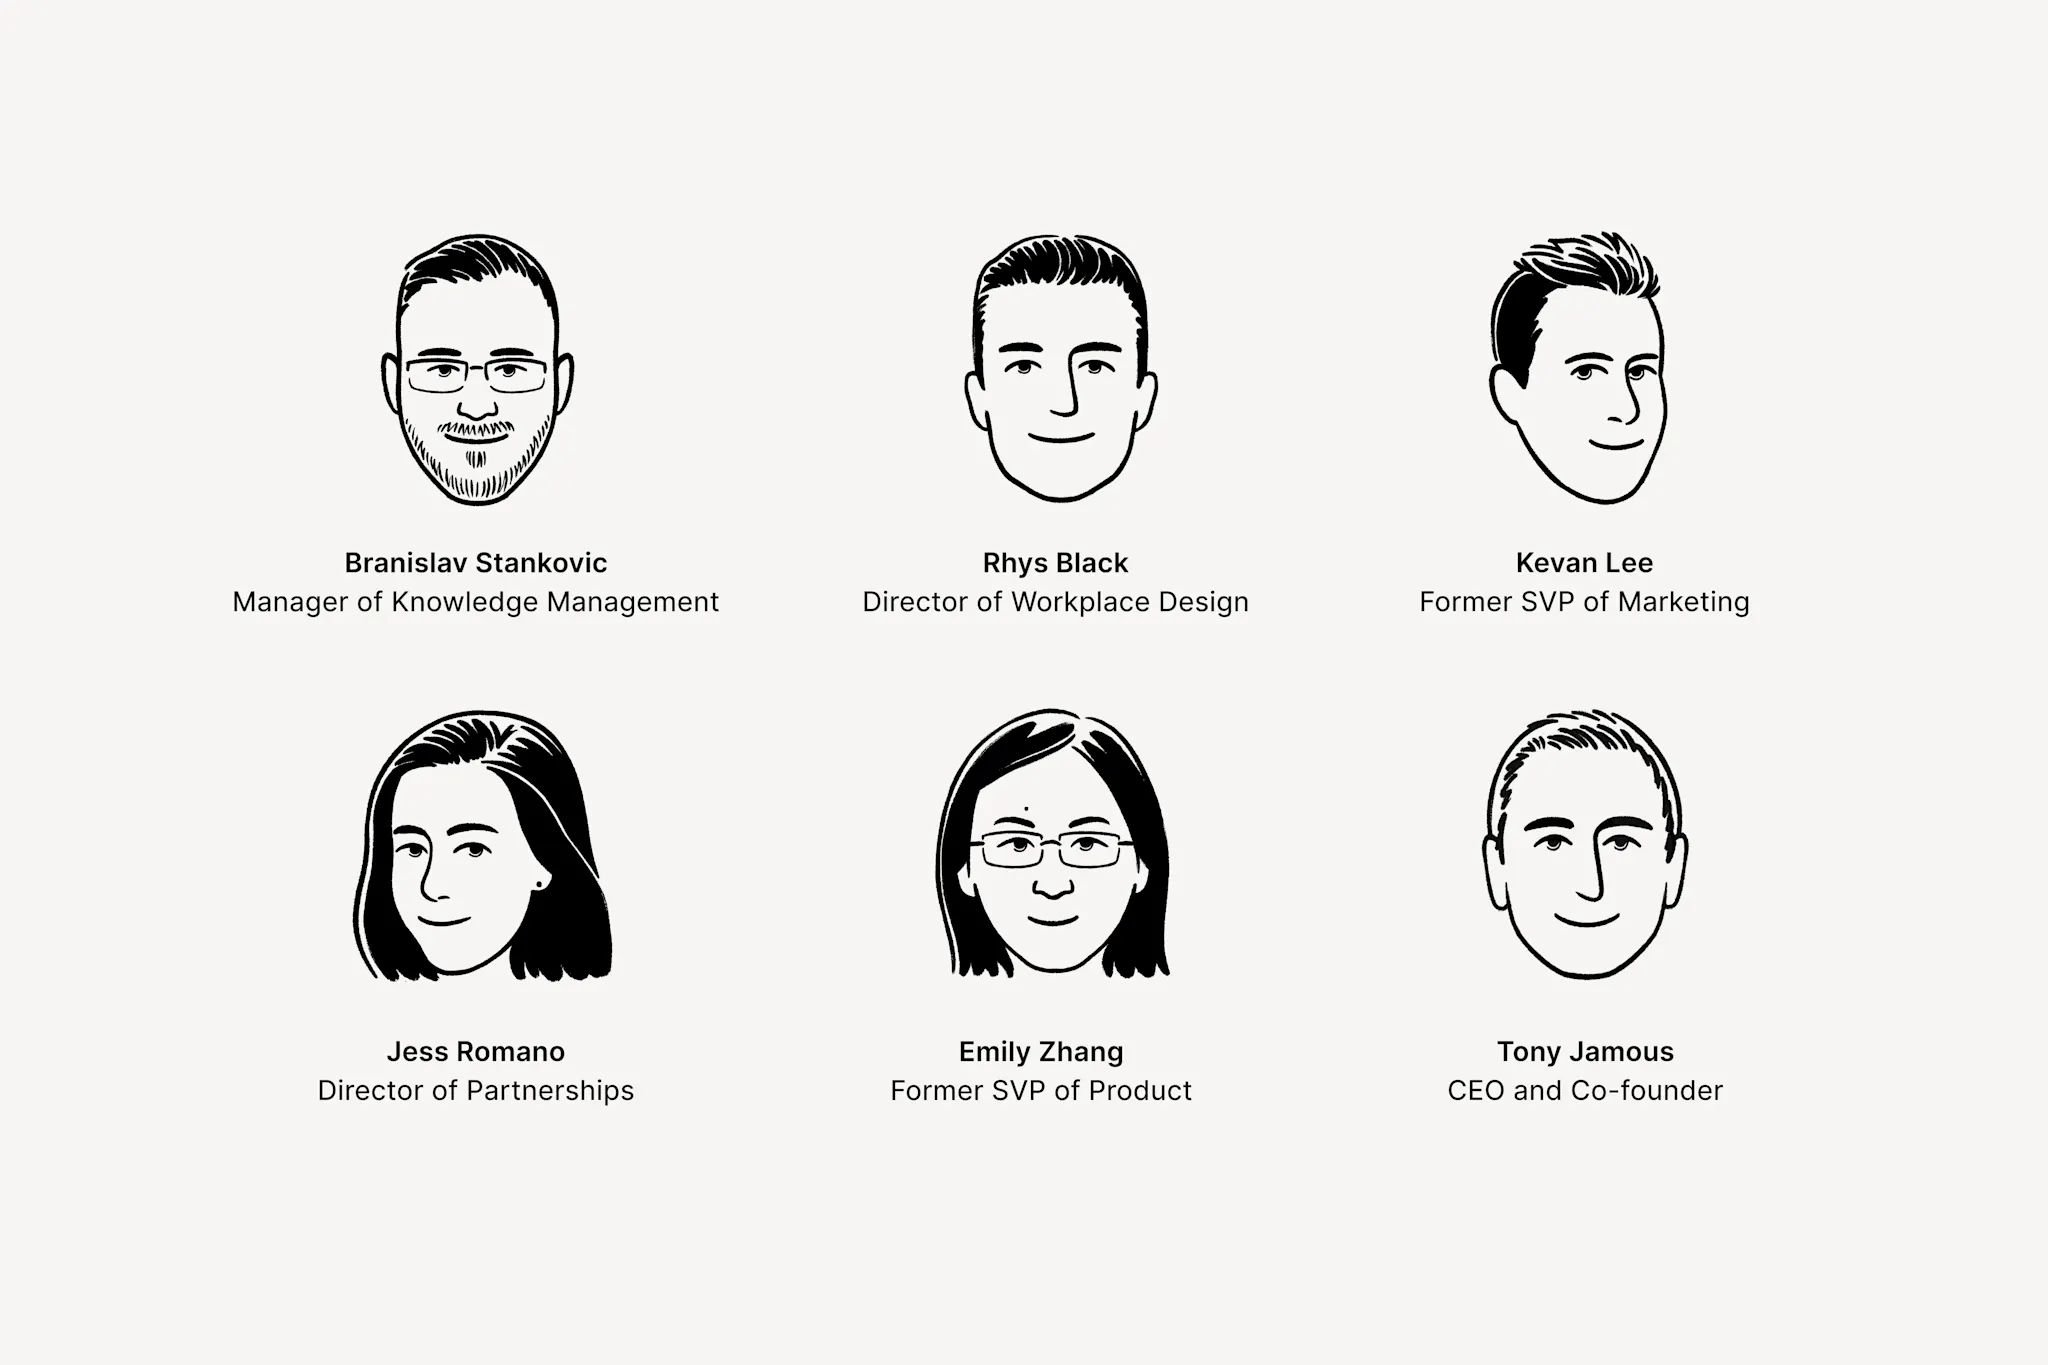 Branislav Stankovic
Manager of Knowledge Management
Rhys Black
Director of Workplace Design
Kevan Lee
Former SVP of Marketing
Jess Romano
Director of Partnerships
Emily Zhang
Former SVP of Product
Tony Jamous
CEO and Co-founder